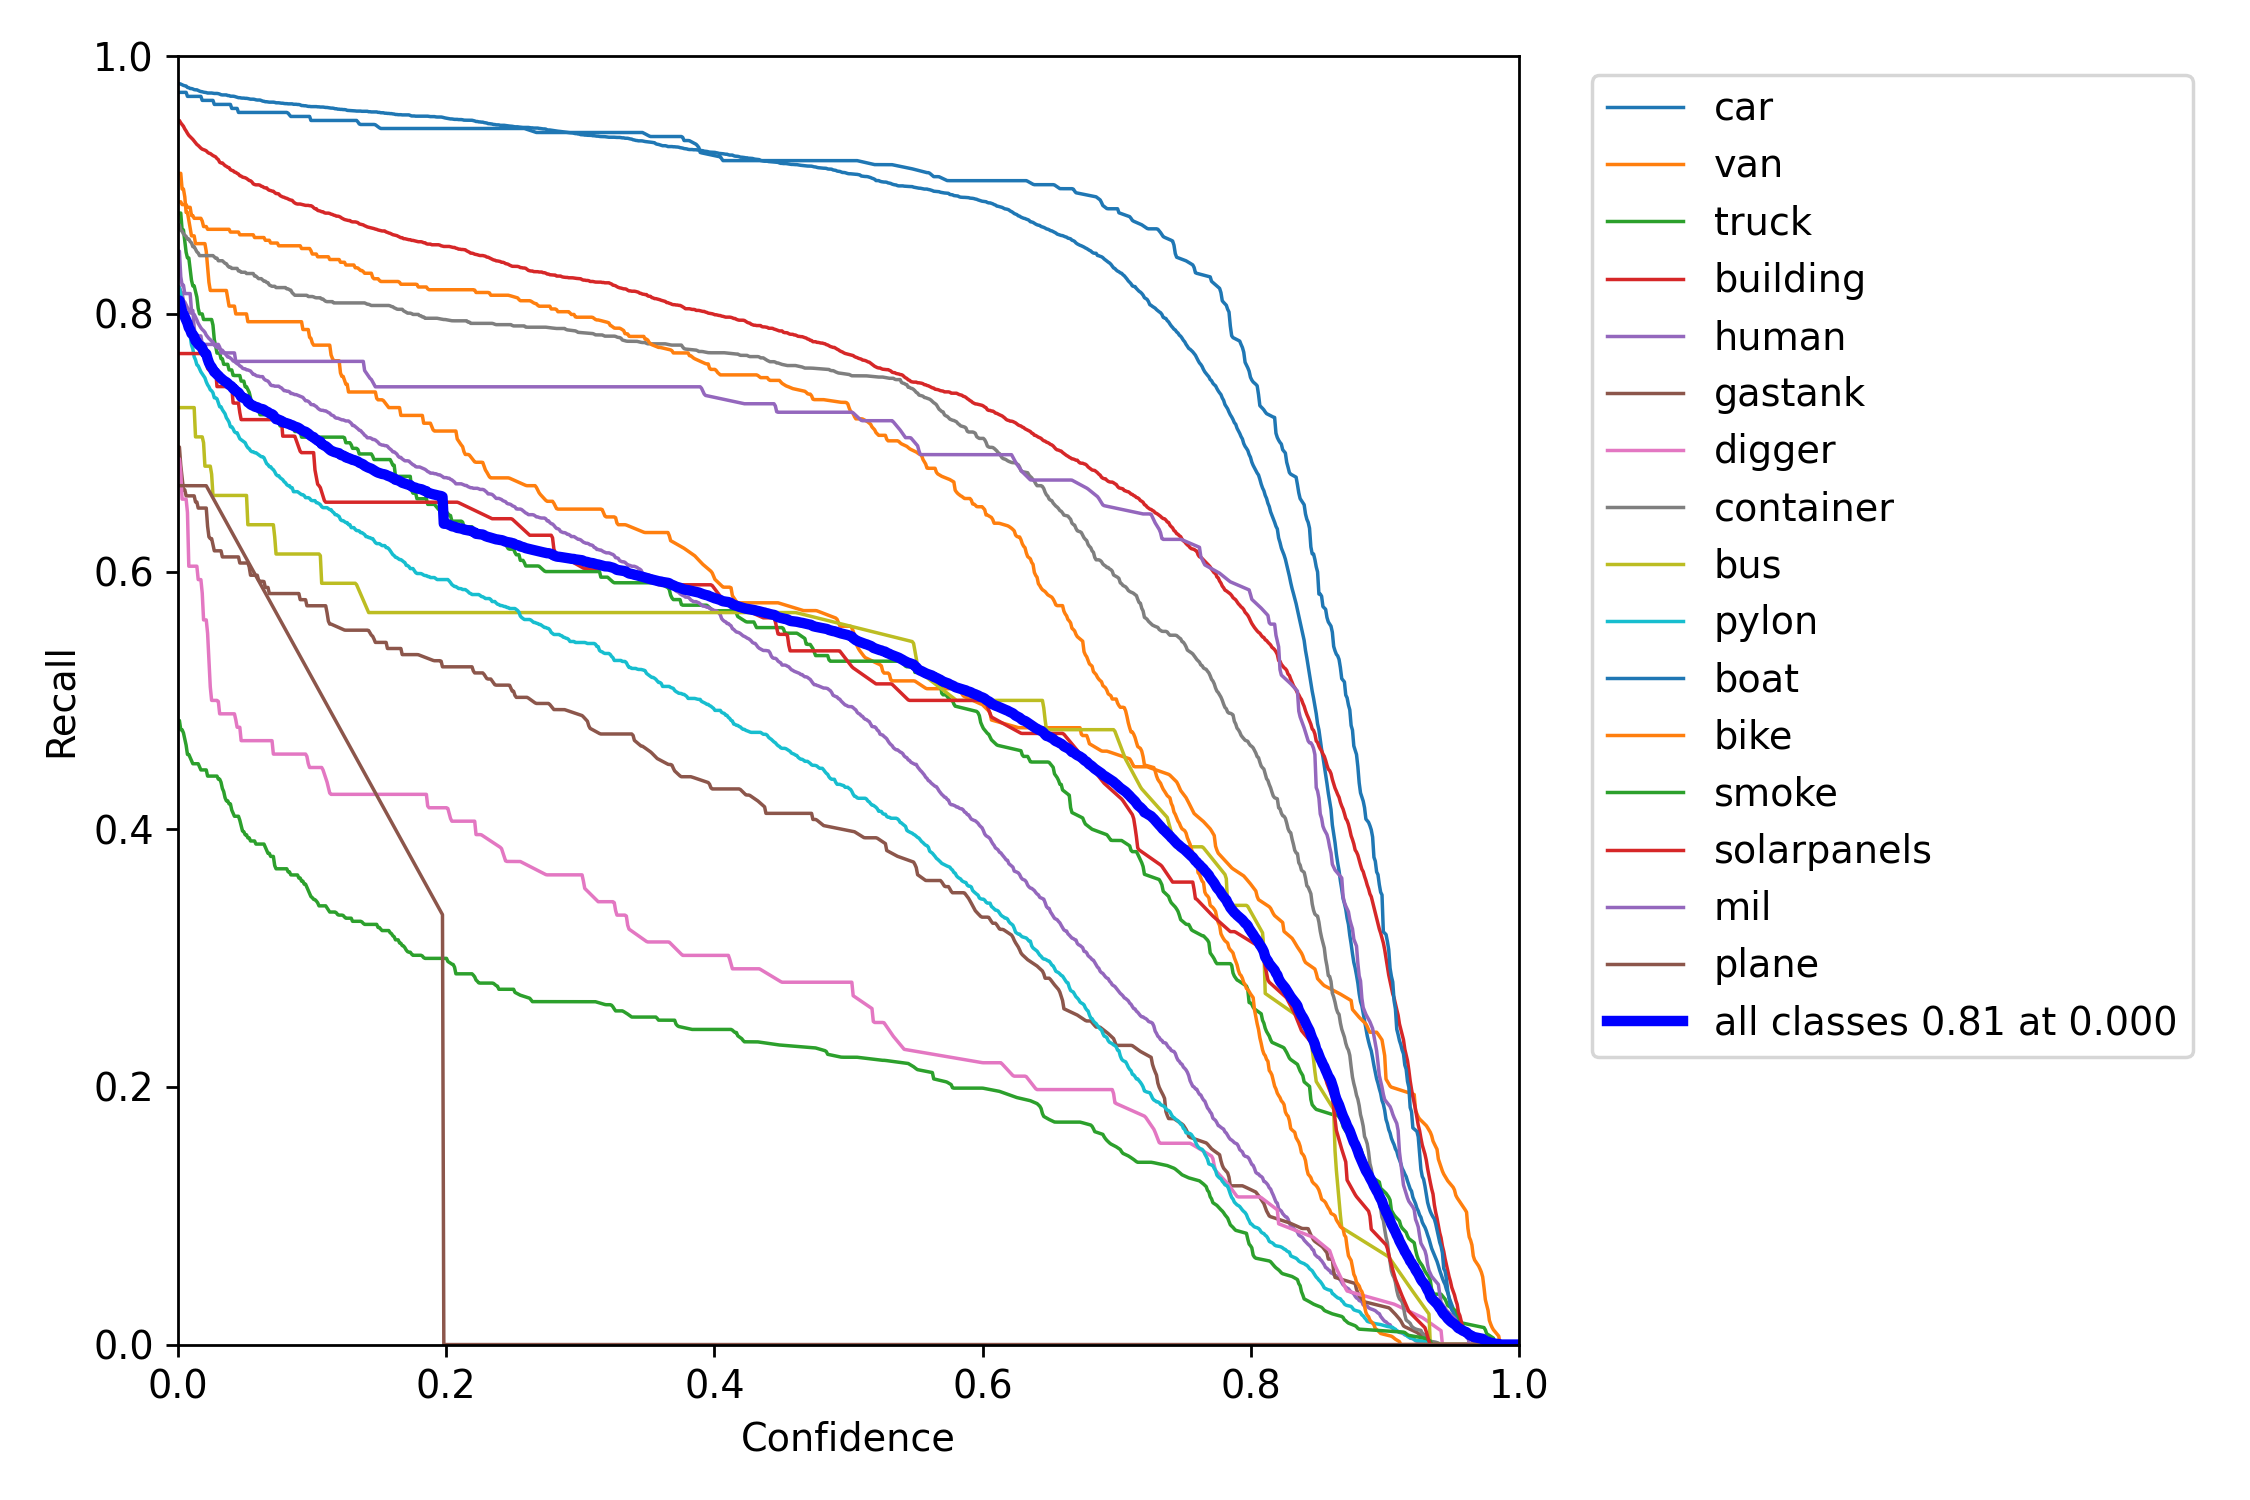 1.0
0.8
0.6
0.4
0.2
0.0
Recall
0.0 0.2 0.4 0.6 0.8 1.0
Confidence
car
van
truck
building
human
gastank
digger
container
bus
pylon
boat
bike
smoke
solarpanels
mil
plane
all classes 0.81 at 0.000